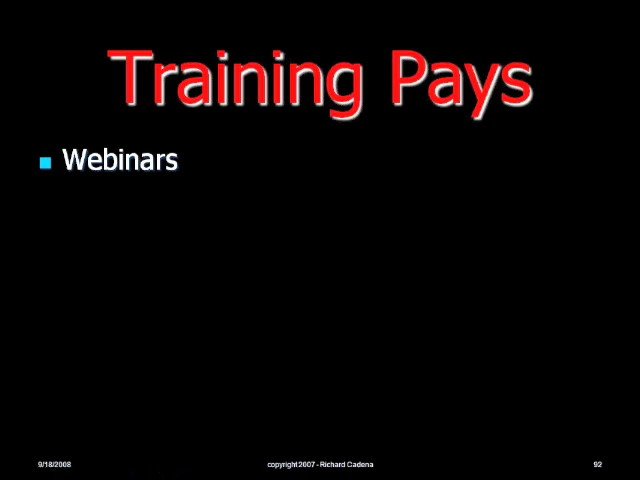 Training Pays
Webinars
9/18/2008
copyright 2007 - Richard Cadena
92